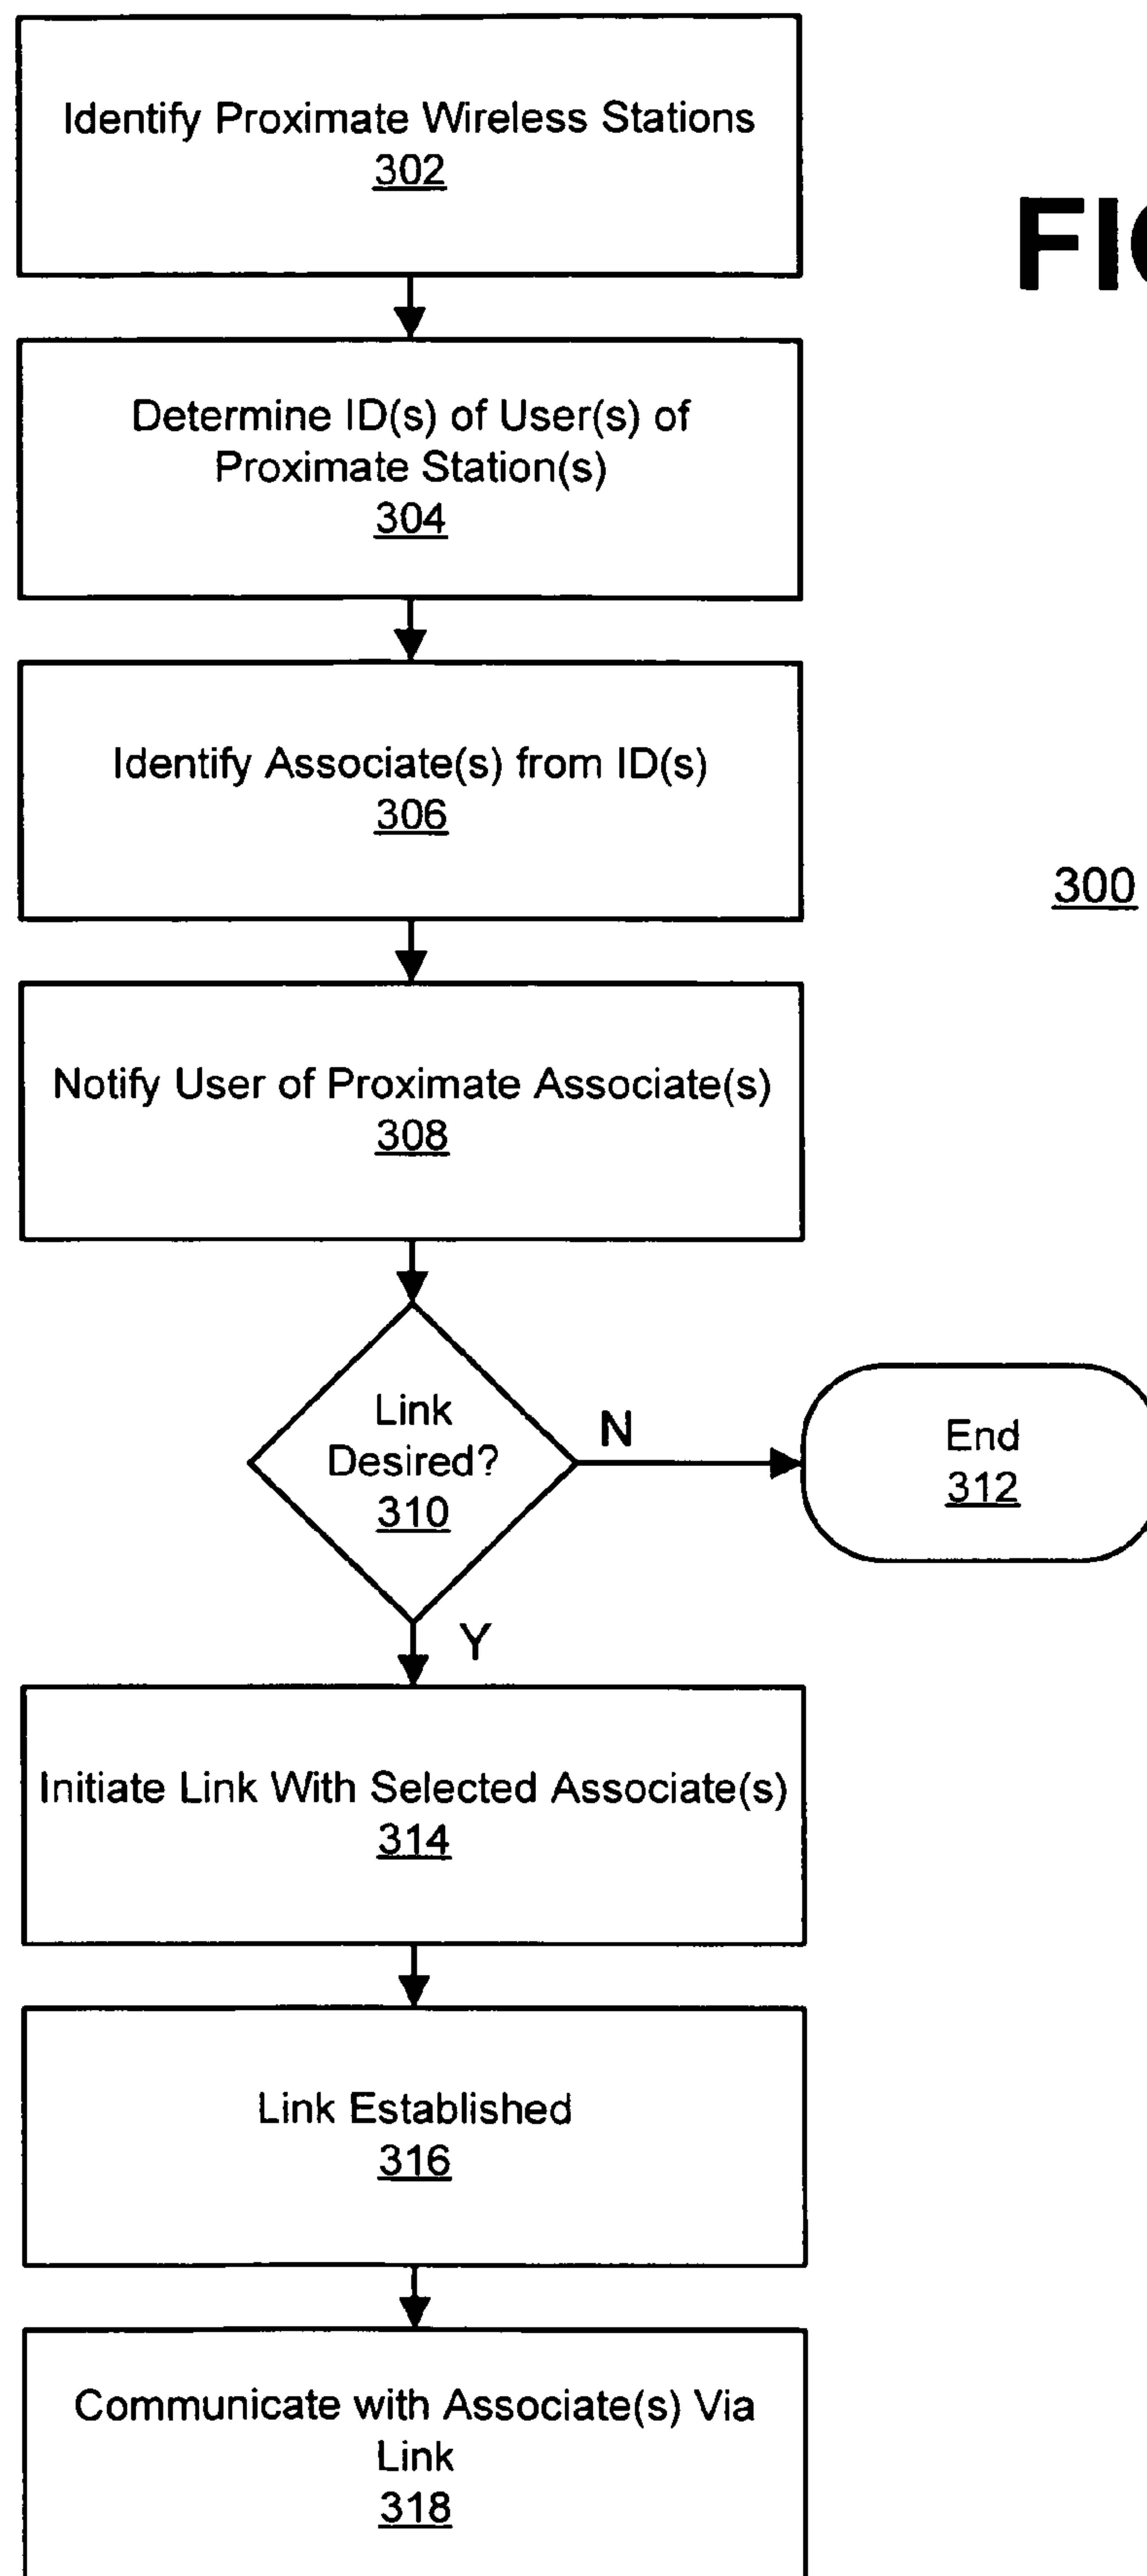 Identify Proximate Wireless Stations
302
Determine ID(s) of User(s) of
Proximate Station(s)
304
Identify Associate(s) from ID(s)
306
300
Notify User of Proximate Associate(s)
308
Link
Desired?
310
N
End
312
Y
Initiate Link With Selected Associate(s)
314
Link Established
316
Communicate with Associate(s) Via
Link
318